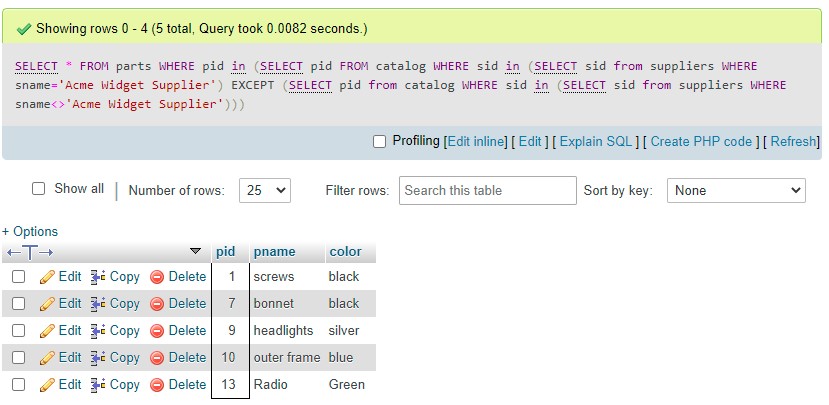 Showing rows 0 - 4 (5 total, Query took 0.0082 seconds.)
SELECT * FROM parts WHERE pid in (SELECT pid FROM catalog WHERE sid in (SELECT sid from suppliers WHERE
sname='Acme Widget Supplier') EXCEPT (SELECT pid from catalog WHERE sid in (SELECT sid from suppliers WHERE
sname<>'Acme Widget Supplier')))
Profiling [Edit inline] [ Edit ] [ Explain SQL ] [ Create PHP code ] [ Refresh]
Show all | Number of rows: 25 Filter rows: Search this table Sort by key: None
+ Options
←T→ pid pname color
Edit Copy Delete 1 screws black
Edit Copy Delete 7 bonnet black
Edit Copy Delete 9 headlights silver
Edit Copy Delete 10 outer frame blue
Edit Copy Delete 13 Radio Green